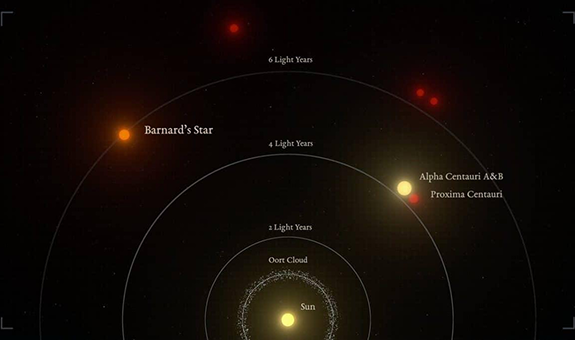 6 Light Years
Barnard's Star
4 Light Years
Alpha Centauri A&B
Proxima Centauri
2 Light Years
Oort Cloud
Sun